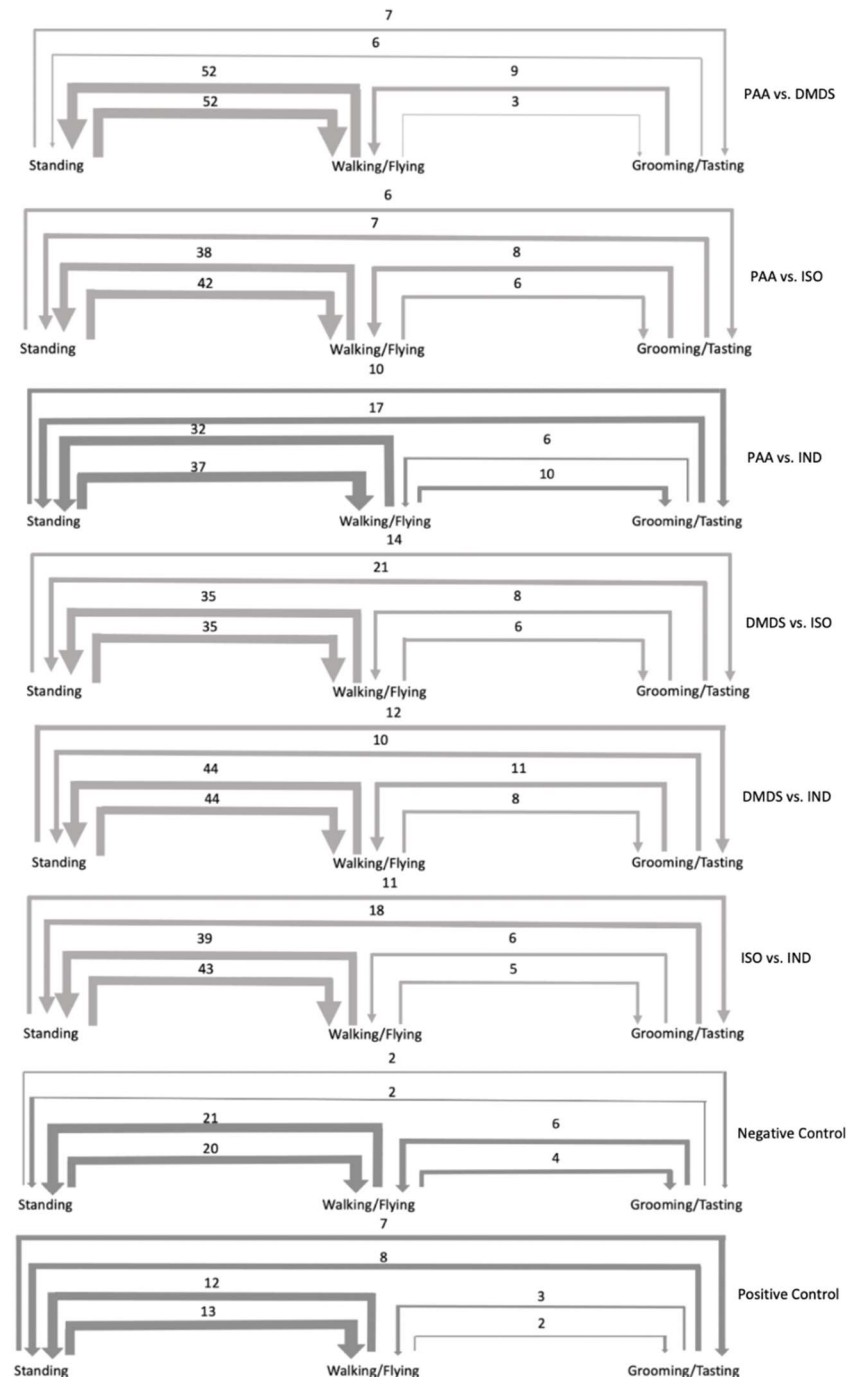 7
6
52
9
PAA vs. DMDS
52
3
Standing
Walking/Flying
Grooming/Tasting
6
7
38
8
PAA vs. ISO
42
6
Standing
Walking/Flying
Grooming/Tasting
10
17
32
6
PAA vs. IND
37
10
Standing
Walking/Flying
Grooming/Tasting
14
21
35
8
DMDS vs. ISO
35
6
Standing
Walking/Flying
Grooming/Tasting
12
10
44
11
DMDS vs. IND
44
8
Standing
Walking/Flying
Grooming/Tasting
11
18
39
6
ISO vs. IND
43
5
Standing
Walking/Flying
Grooming/Tasting
2
2
21
6
Negative Control
20
4
Standing
Walking/Flying
Grooming/Tasting
7
8
12
3
Positive Control
13
2
Standing
Walking/Flying
Grooming/Tasting